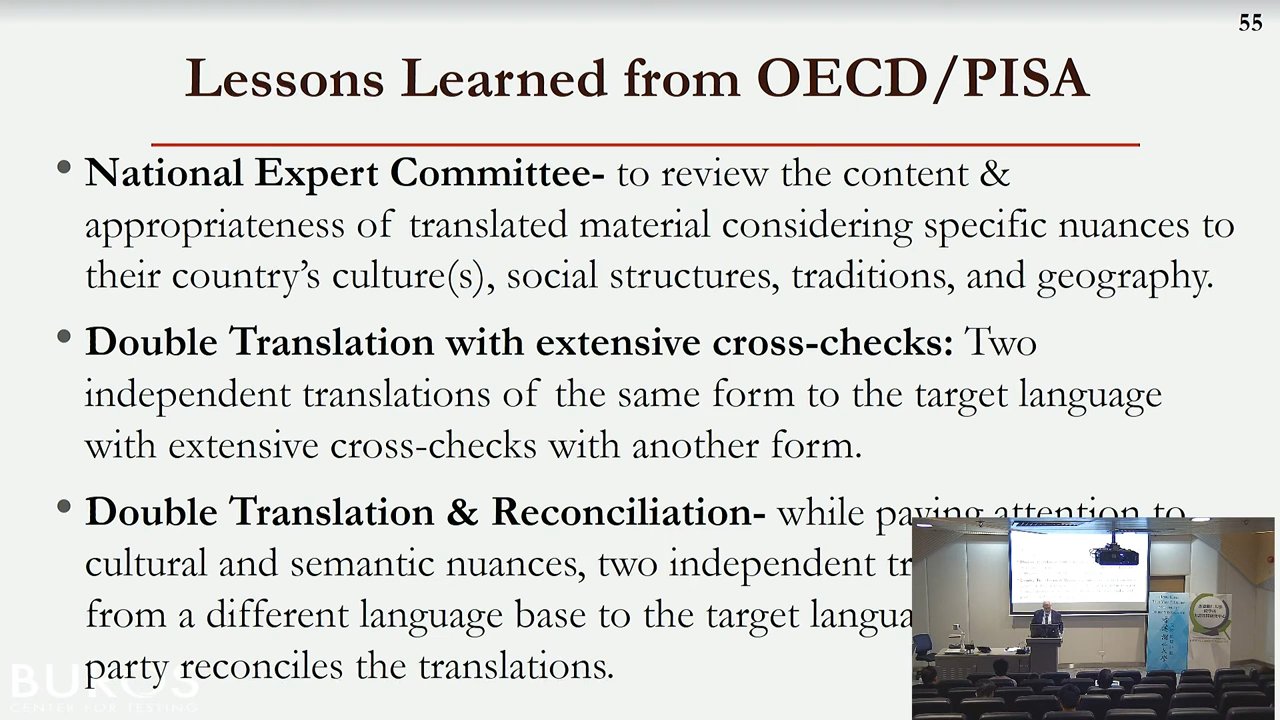 55
Lessons Learned from OECD/PISA
• National Expert Committee- to review the content &
appropriateness of translated material considering specific nuances to
their country’s culture(s), social structures, traditions, and geography.
• Double Translation with extensive cross-checks: Two
independent translations of the same form to the target language
with extensive cross-checks with another form.
• Double Translation & Reconciliation- while paying attention to
cultural and semantic nuances, two independent tr
from a different language base to the target langua
party reconciles the translations.
BUROS
CENTER FOR TESTING